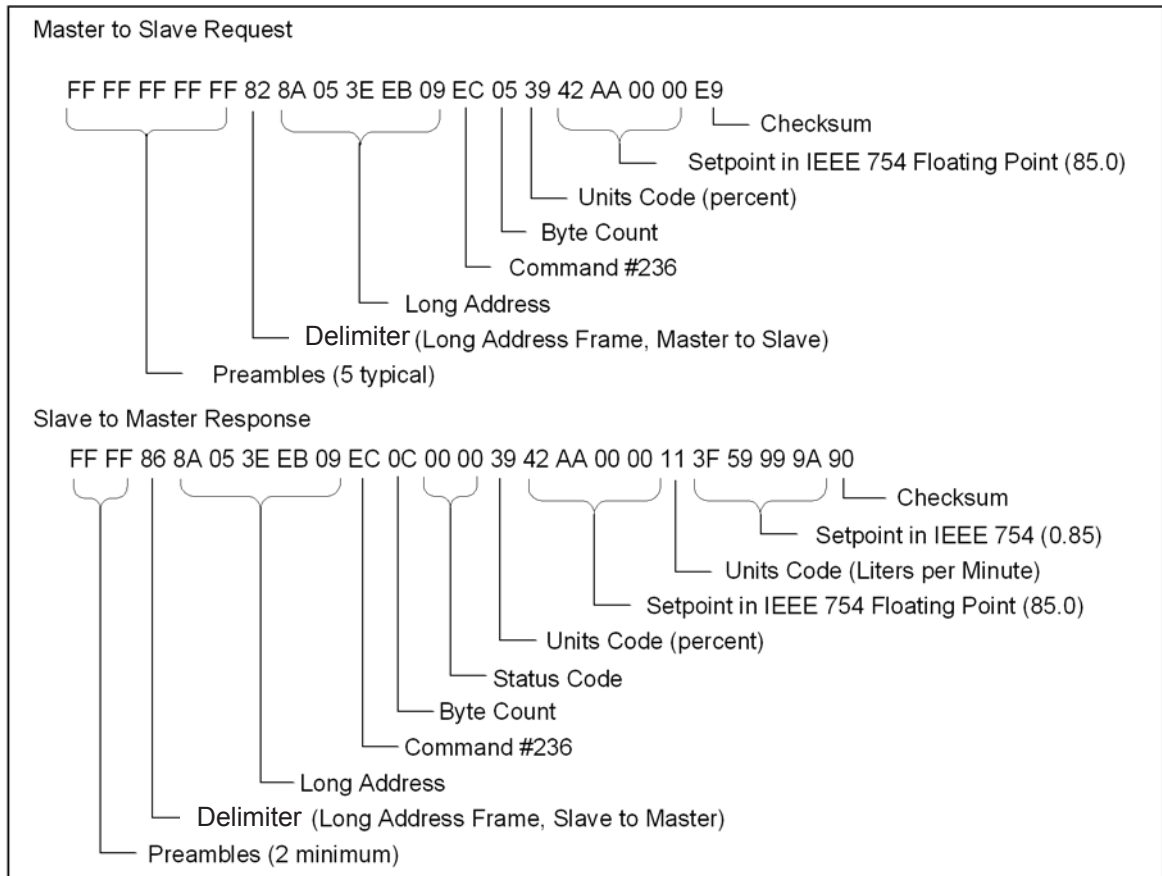 Master to Slave Request
FF FF FF FF FF 82 8A 05 3E EB 09 EC 05 39 42 AA 00 00 E9
Checksum
Setpoint in IEEE 754 Floating Point (85.0)
Units Code (percent)
Byte Count
Command #236
Long Address
Delimiter (Long Address Frame, Master to Slave)
Preambles (5 typical)
Slave to Master Response
FF FF 86 8A 05 3E EB 09 EC 0C 00 00 39 42 AA 00 00 11 3F 59 99 9A 90
Checksum
Setpoint in IEEE 754 (0.85)
Units Code (Liters per Minute)
Setpoint in IEEE 754 Floating Point (85.0)
Units Code (percent)
Status Code
Byte Count
Command #236
Long Address
Delimiter (Long Address Frame, Slave to Master)
Preambles (2 minimum)